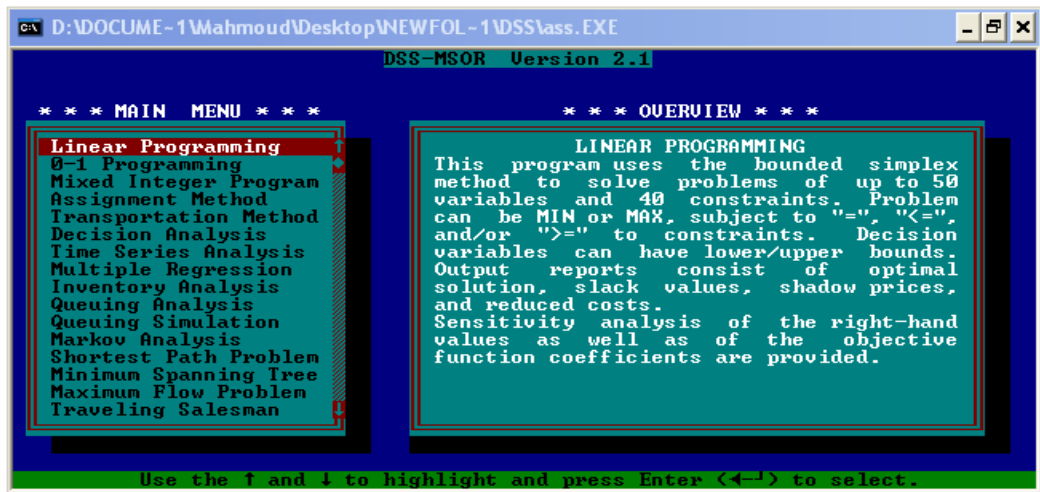 D:\DOCUME~1\Mahmoud\Desktop\NEWFOL~1\DSS\ass.EXE
DSS-MSOR Version 2.1
* * * MAIN MENU * * *
Linear Programming
0-1 Programming
Mixed Integer Program
Assignment Method
Transportation Method
Decision Analysis
Time Series Analysis
Multiple Regression
Inventory Analysis
Queuing Analysis
Queuing Simulation
Markov Analysis
Shortest Path Problem
Minimum Spanning Tree
Maximum Flow Problem
Traveling Salesman
* * * OVERVIEW * * *
LINEAR PROGRAMMING
This program uses the bounded simplex
method to solve problems of up to 50
variables and 40 constraints. Problem
can be MIN or MAX, subject to "=", "<=",
and/or ">=" to constraints. Decision
variables can have lower/upper bounds.
Output reports consist of optimal
solution, slack values, shadow prices,
and reduced costs.
Sensitivity analysis of the right-hand
values as well as of the objective
function coefficients are provided.
Use the ↑ and ↓ to highlight and press Enter (◄─┘) to select.